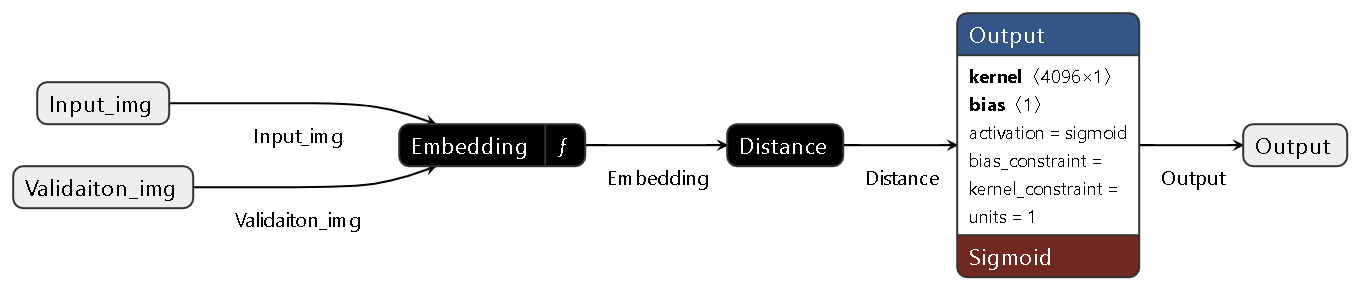 Input_img
Input_img
Validaiton_img
Validaiton_img
Embedding f
Embedding
Distance
Distance
Output
kernel 〈4096×1〉
bias 〈1〉
activation = sigmoid
bias_constraint =
kernel_constraint =
units = 1
Sigmoid
Output
Output